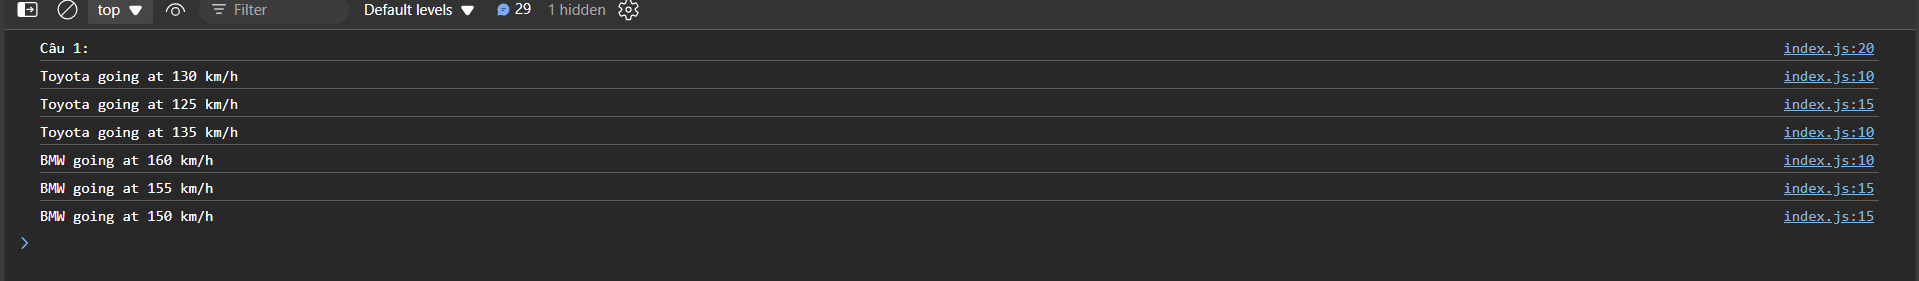 top Filter Default levels 29 1 hidden
Câu 1: index.js:20
Toyota going at 130 km/h index.js:10
Toyota going at 125 km/h index.js:15
Toyota going at 135 km/h index.js:10
BMW going at 160 km/h index.js:10
BMW going at 155 km/h index.js:15
BMW going at 150 km/h index.js:15